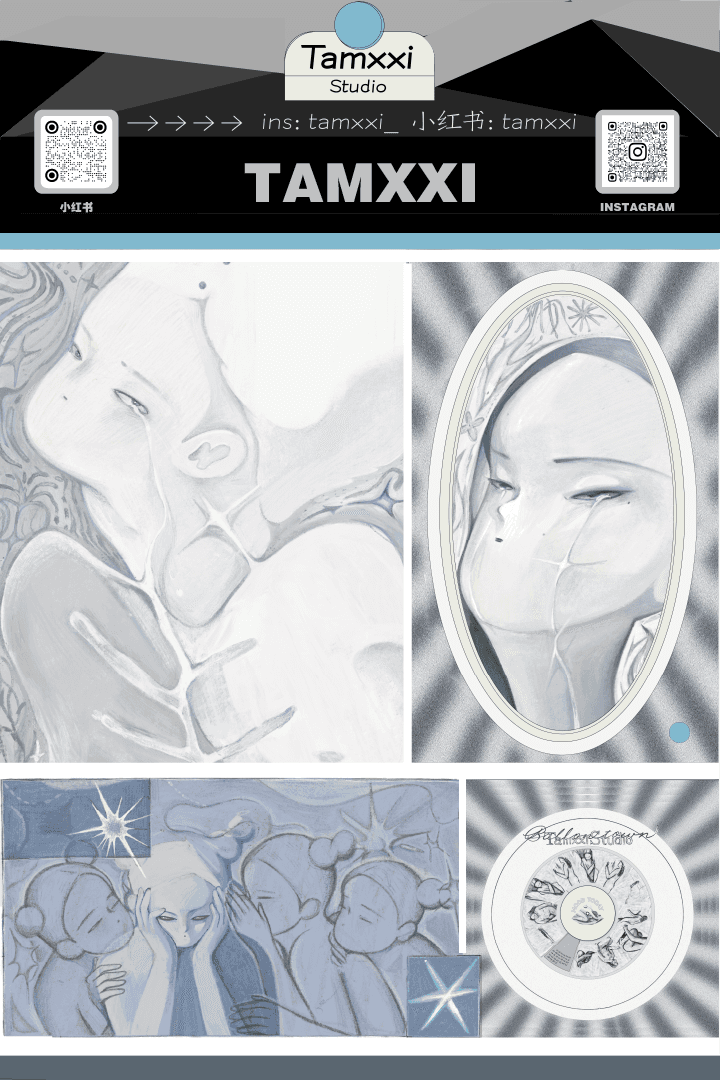 Tamxxi
Studio
→→→→ ins: tamxxi_ 小红书: tamxxi
TAMXXI
小红书
INSTAGRAM
Tamxxi Studio